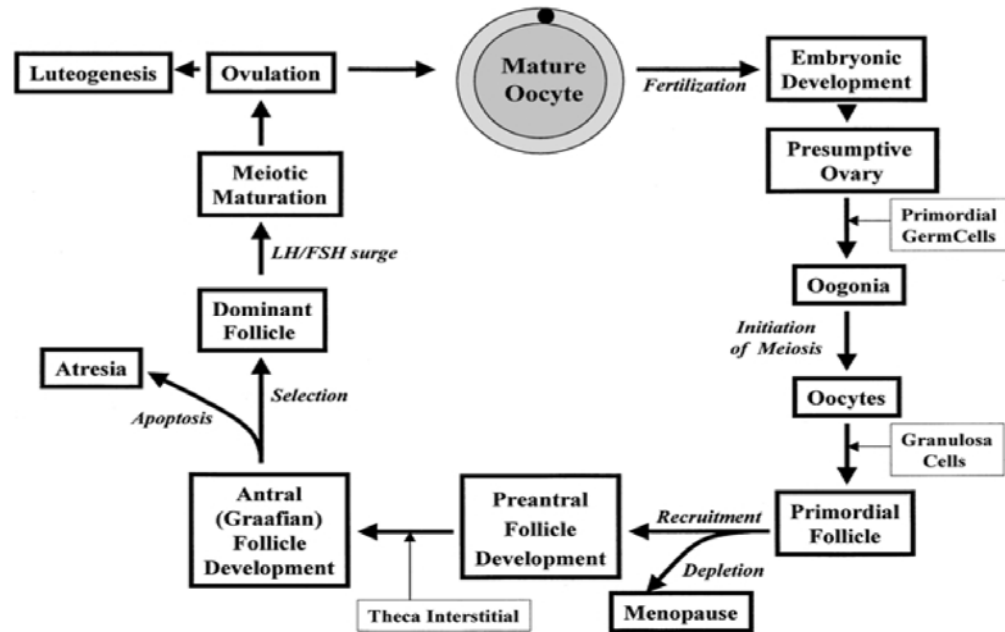 Luteogenesis
Ovulation
Mature
Oocyte
Fertilization
Embryonic
Development
Presumptive
Ovary
Primordial
GermCells
Oogonia
Initiation
of Meiosis
Oocytes
Granulosa
Cells
Primordial
Follicle
Recruitment
Depletion
Menopause
Preantral
Follicle
Development
Theca Interstitial
Antral
(Graafian)
Follicle
Development
Apoptosis
Atresia
Selection
Dominant
Follicle
LH/FSH surge
Meiotic
Maturation